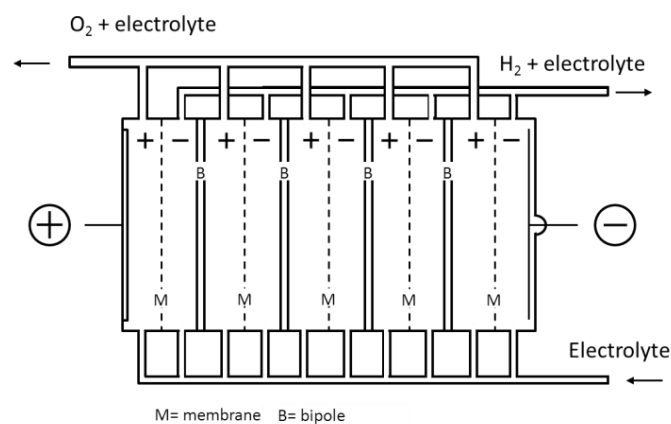 O₂ + electrolyte
H₂ + electrolyte
+ − + − + − + − + −
B B B B
+ −
M M M M M
Electrolyte
M= membrane B= bipole